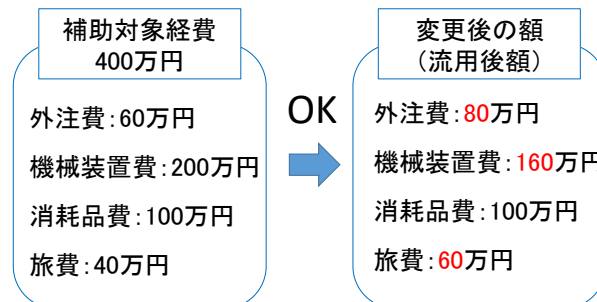 補助対象経費
400万円
外注費:60万円
機械装置費:200万円
消耗品費:100万円
旅費:40万円
OK
変更後の額
(流用後額)
外注費:80万円
機械装置費:160万円
消耗品費:100万円
旅費:60万円